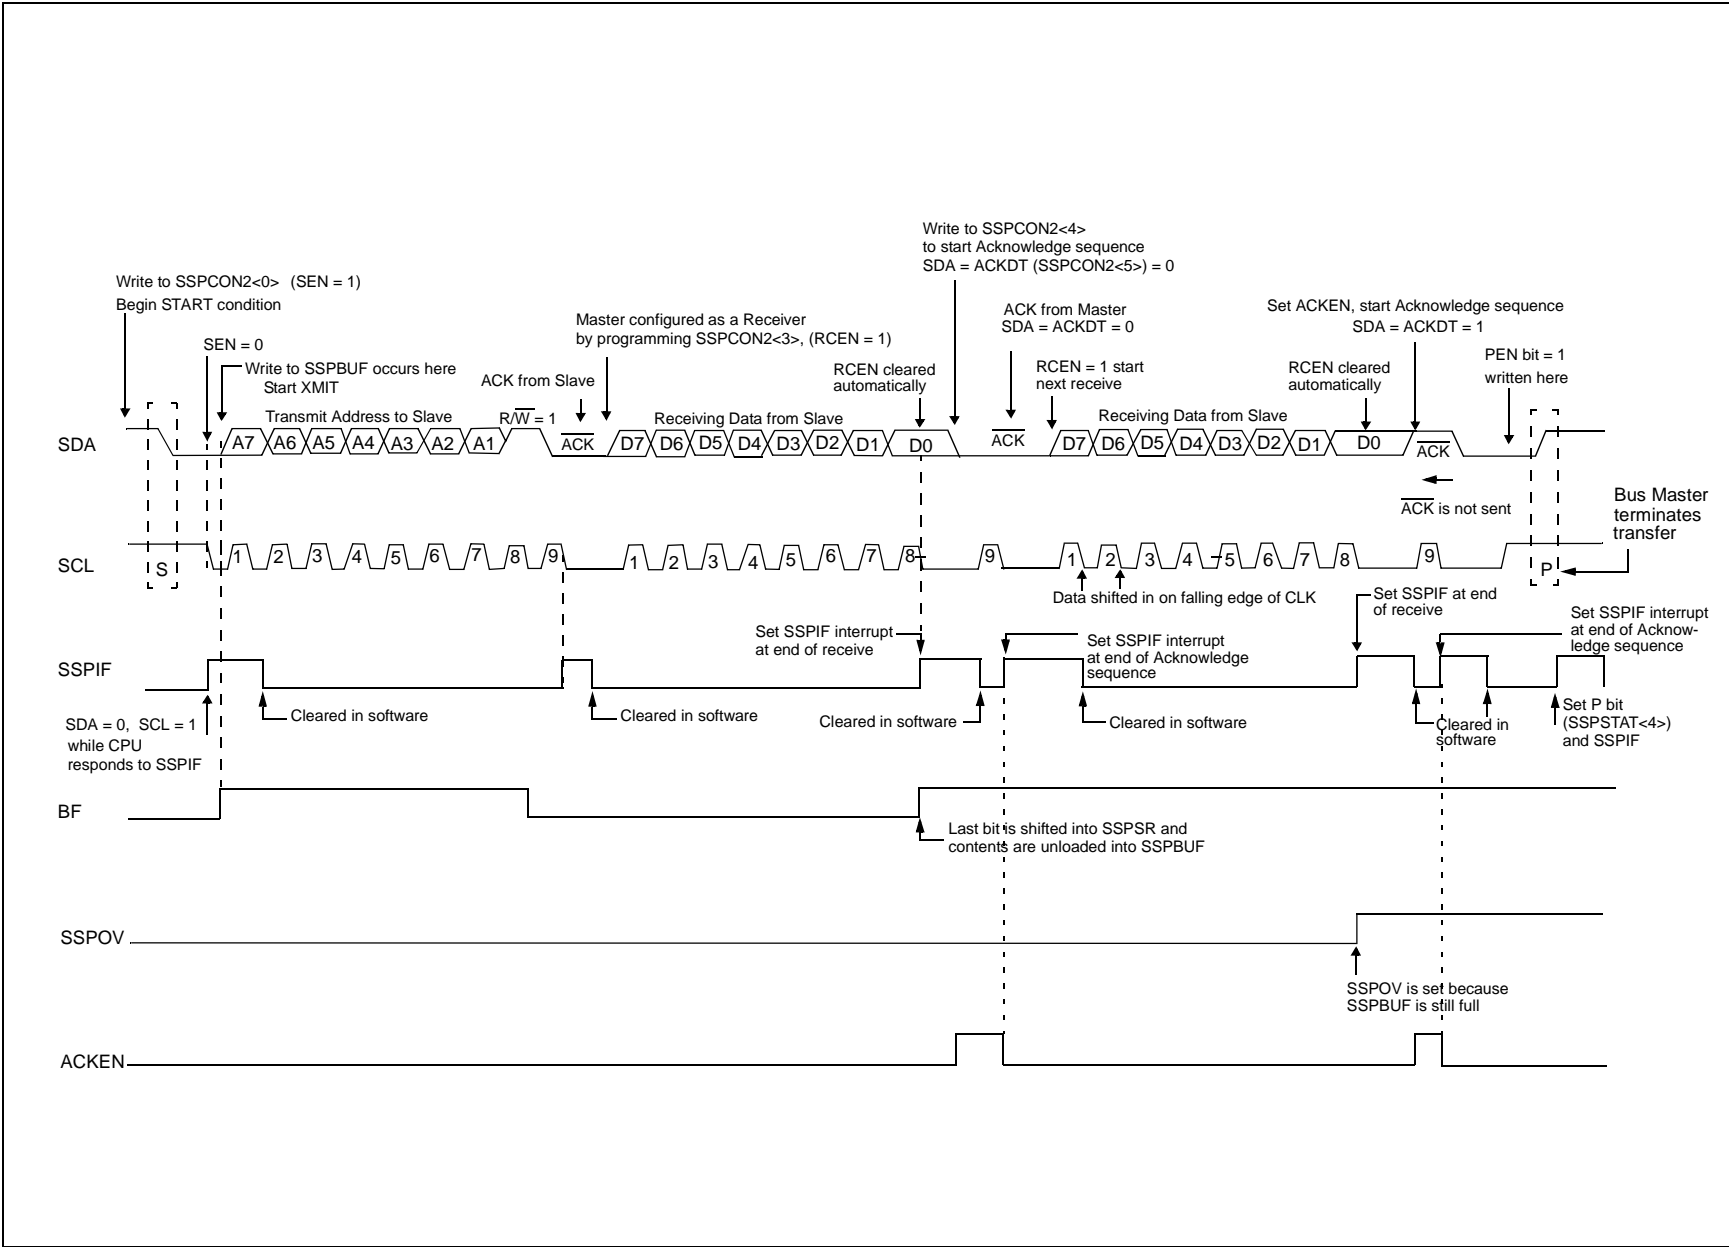 Write to SSPCON2<4>
to start Acknowledge sequence
SDA = ACKDT (SSPCON2<5>) = 0
Write to SSPCON2<0> (SEN = 1)
Begin START condition
ACK from Master
SDA = ACKDT = 0
Set ACKEN, start Acknowledge sequence
SDA = ACKDT = 1
Master configured as a Receiver
by programming SSPCON2<3>, (RCEN = 1)
SEN = 0
PEN bit = 1
written here
Write to SSPBUF occurs here
Start XMIT
ACK from Slave
RCEN cleared
automatically
RCEN = 1 start
next receive
RCEN cleared
automatically
Transmit Address to Slave
R/W = 1
Receiving Data from Slave
Receiving Data from Slave
SDA
A7 A6 A5 A4 A3 A2 A1 ACK D7 D6 D5 D4 D3 D2 D1 D0 ACK D7 D6 D5 D4 D3 D2 D1 D0 ACK
ACK is not sent
Bus Master
terminates
transfer
SCL
S 1 2 3 4 5 6 7 8 9 1 2 3 4 5 6 7 8 9 1 2 3 4 5 6 7 8 9 P
Data shifted in on falling edge of CLK
Set SSPIF at end
of receive
Set SSPIF interrupt
at end of receive
Set SSPIF interrupt
at end of Acknowledge
sequence
Set SSPIF interrupt
at end of Acknow-
ledge sequence
SSPIF
SDA = 0, SCL = 1
while CPU
responds to SSPIF
Cleared in software
Cleared in software
Cleared in software
Cleared in software
Cleared in
software
Set P bit
(SSPSTAT<4>)
and SSPIF
BF
Last bit is shifted into SSPSR and
contents are unloaded into SSPBUF
SSPOV
SSPOV is set because
SSPBUF is still full
ACKEN